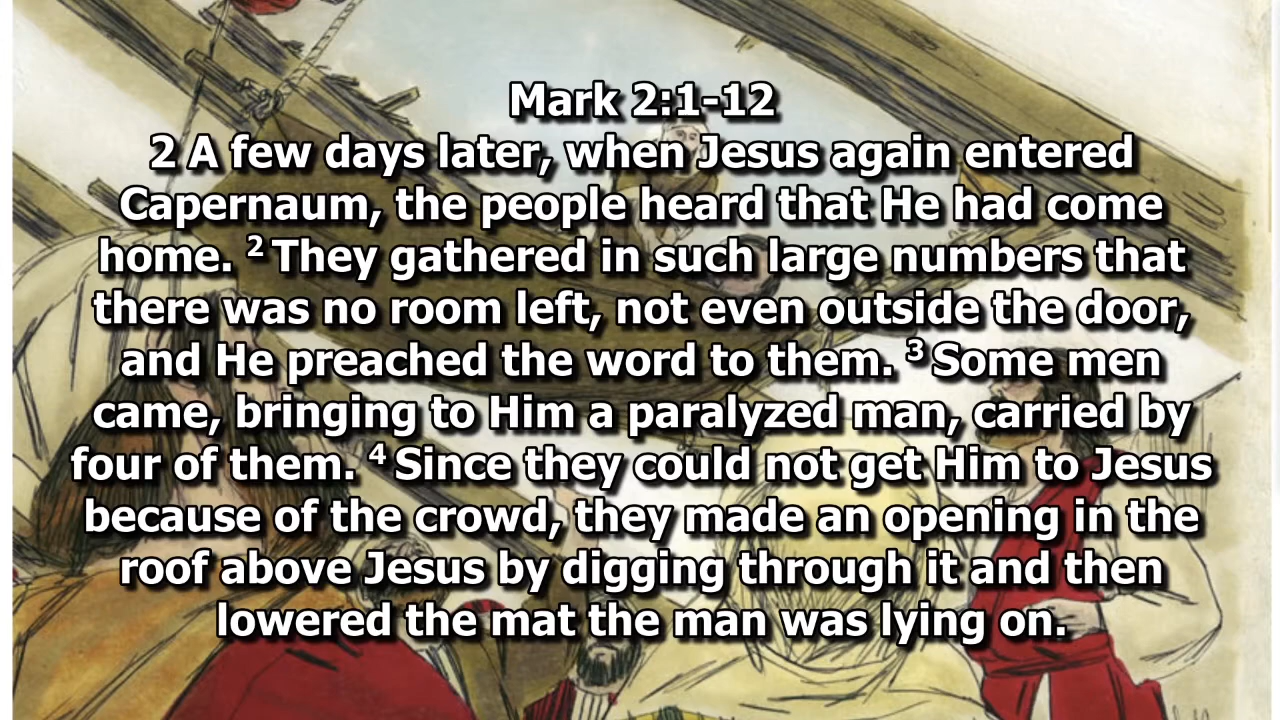 Mark 2:1-12
2 A few days later, when Jesus again entered
Capernaum, the people heard that He had come
home. ² They gathered in such large numbers that
there was no room left, not even outside the door,
and He preached the word to them. ³ Some men
came, bringing to Him a paralyzed man, carried by
four of them. ⁴ Since they could not get Him to Jesus
because of the crowd, they made an opening in the
roof above Jesus by digging through it and then
lowered the mat the man was lying on.